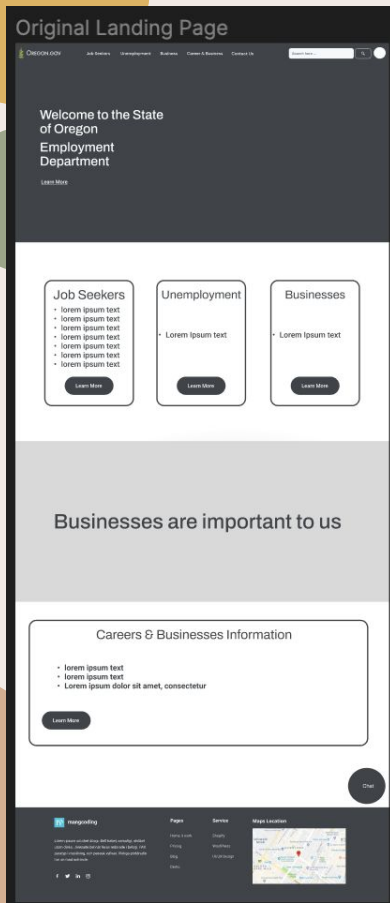 Original Landing Page
OREGON.GOV
Job Seekers Unemployment Business Career & Business Contact Us
Welcome to the State
of Oregon
Employment
Department
Learn More
Job Seekers
• lorem ipsum text
• lorem ipsum text
• lorem ipsum text
• lorem ipsum text
• lorem ipsum text
• lorem ipsum text
• lorem ipsum text
Learn More
Unemployment
• Lorem Ipsum text
Learn More
Businesses
• Lorem Ipsum text
Learn More
Businesses are important to us
Careers & Businesses Information
• lorem ipsum text
• lorem ipsum text
• Lorem ipsum dolor sit amet, consectetur
Learn More
Chat
mangcoding
Pages
Pricing
Blog
Service
Shopify
WordPress
Maps Location